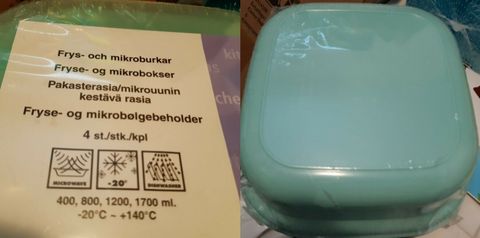 Frys- och mikroburkar
Fryse- og mikrobokser
Pakasterasia/mikrouunin
kestävä rasia
Fryse- og mikrobølgebeholder
4 st./stk./kpl
MICROWAVE -20° DISHWASHER
400, 800, 1200, 1700 ml.
-20°C ~ +140°C